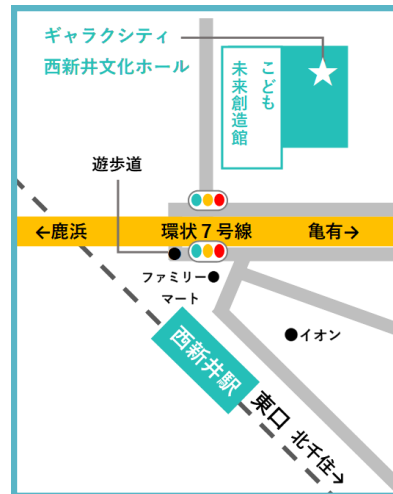 ギャラクシティ
西新井文化ホール
こども
未来創造館
遊歩道
←鹿浜
環状７号線
亀有→
ファミリー
マート
イオン
西新井駅
東口
北千住→